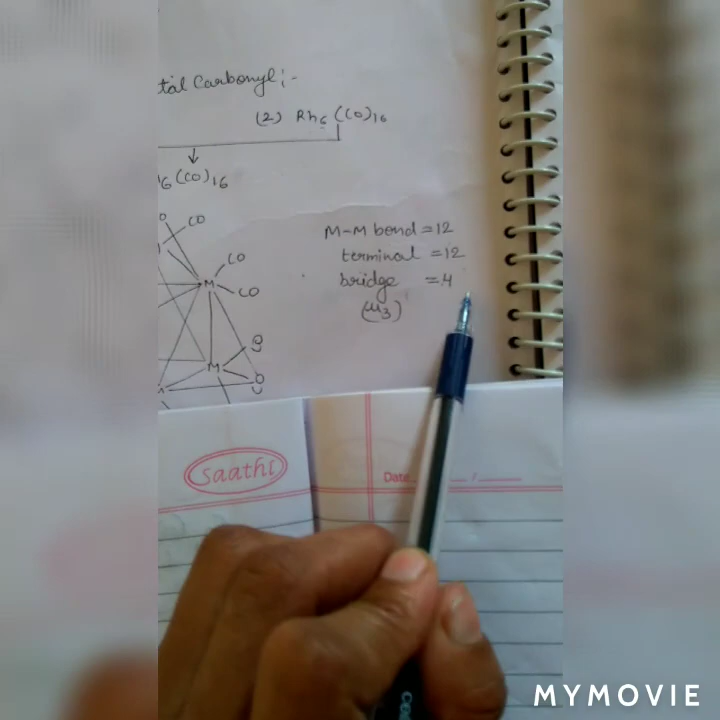 tal Carbonyl:-
(2) Rh6 (CO)16
6(CO)16
CO
M-M bond = 12
terminal = 12
CO
M
CO
bridge = 4
(μ3)
M
Saathi
Date
MYMOVIE